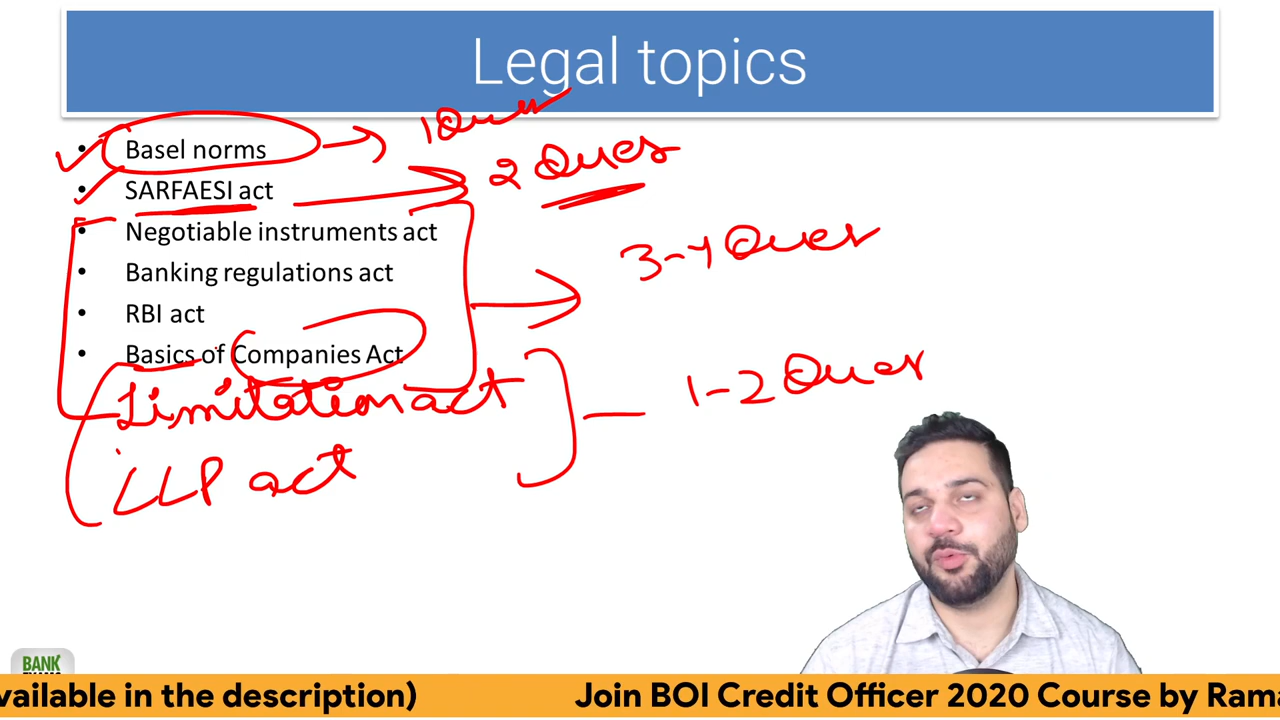 Legal topics
• Basel norms
1 Ques
• SARFAESI act
2 Ques
• Negotiable instruments act
• Banking regulations act
3-4 Ques
• RBI act
• Basics of Companies Act
Limitation act
1-2 Ques
LLP act
BANK
vailable in the description)
Join BOI Credit Officer 2020 Course by Rama